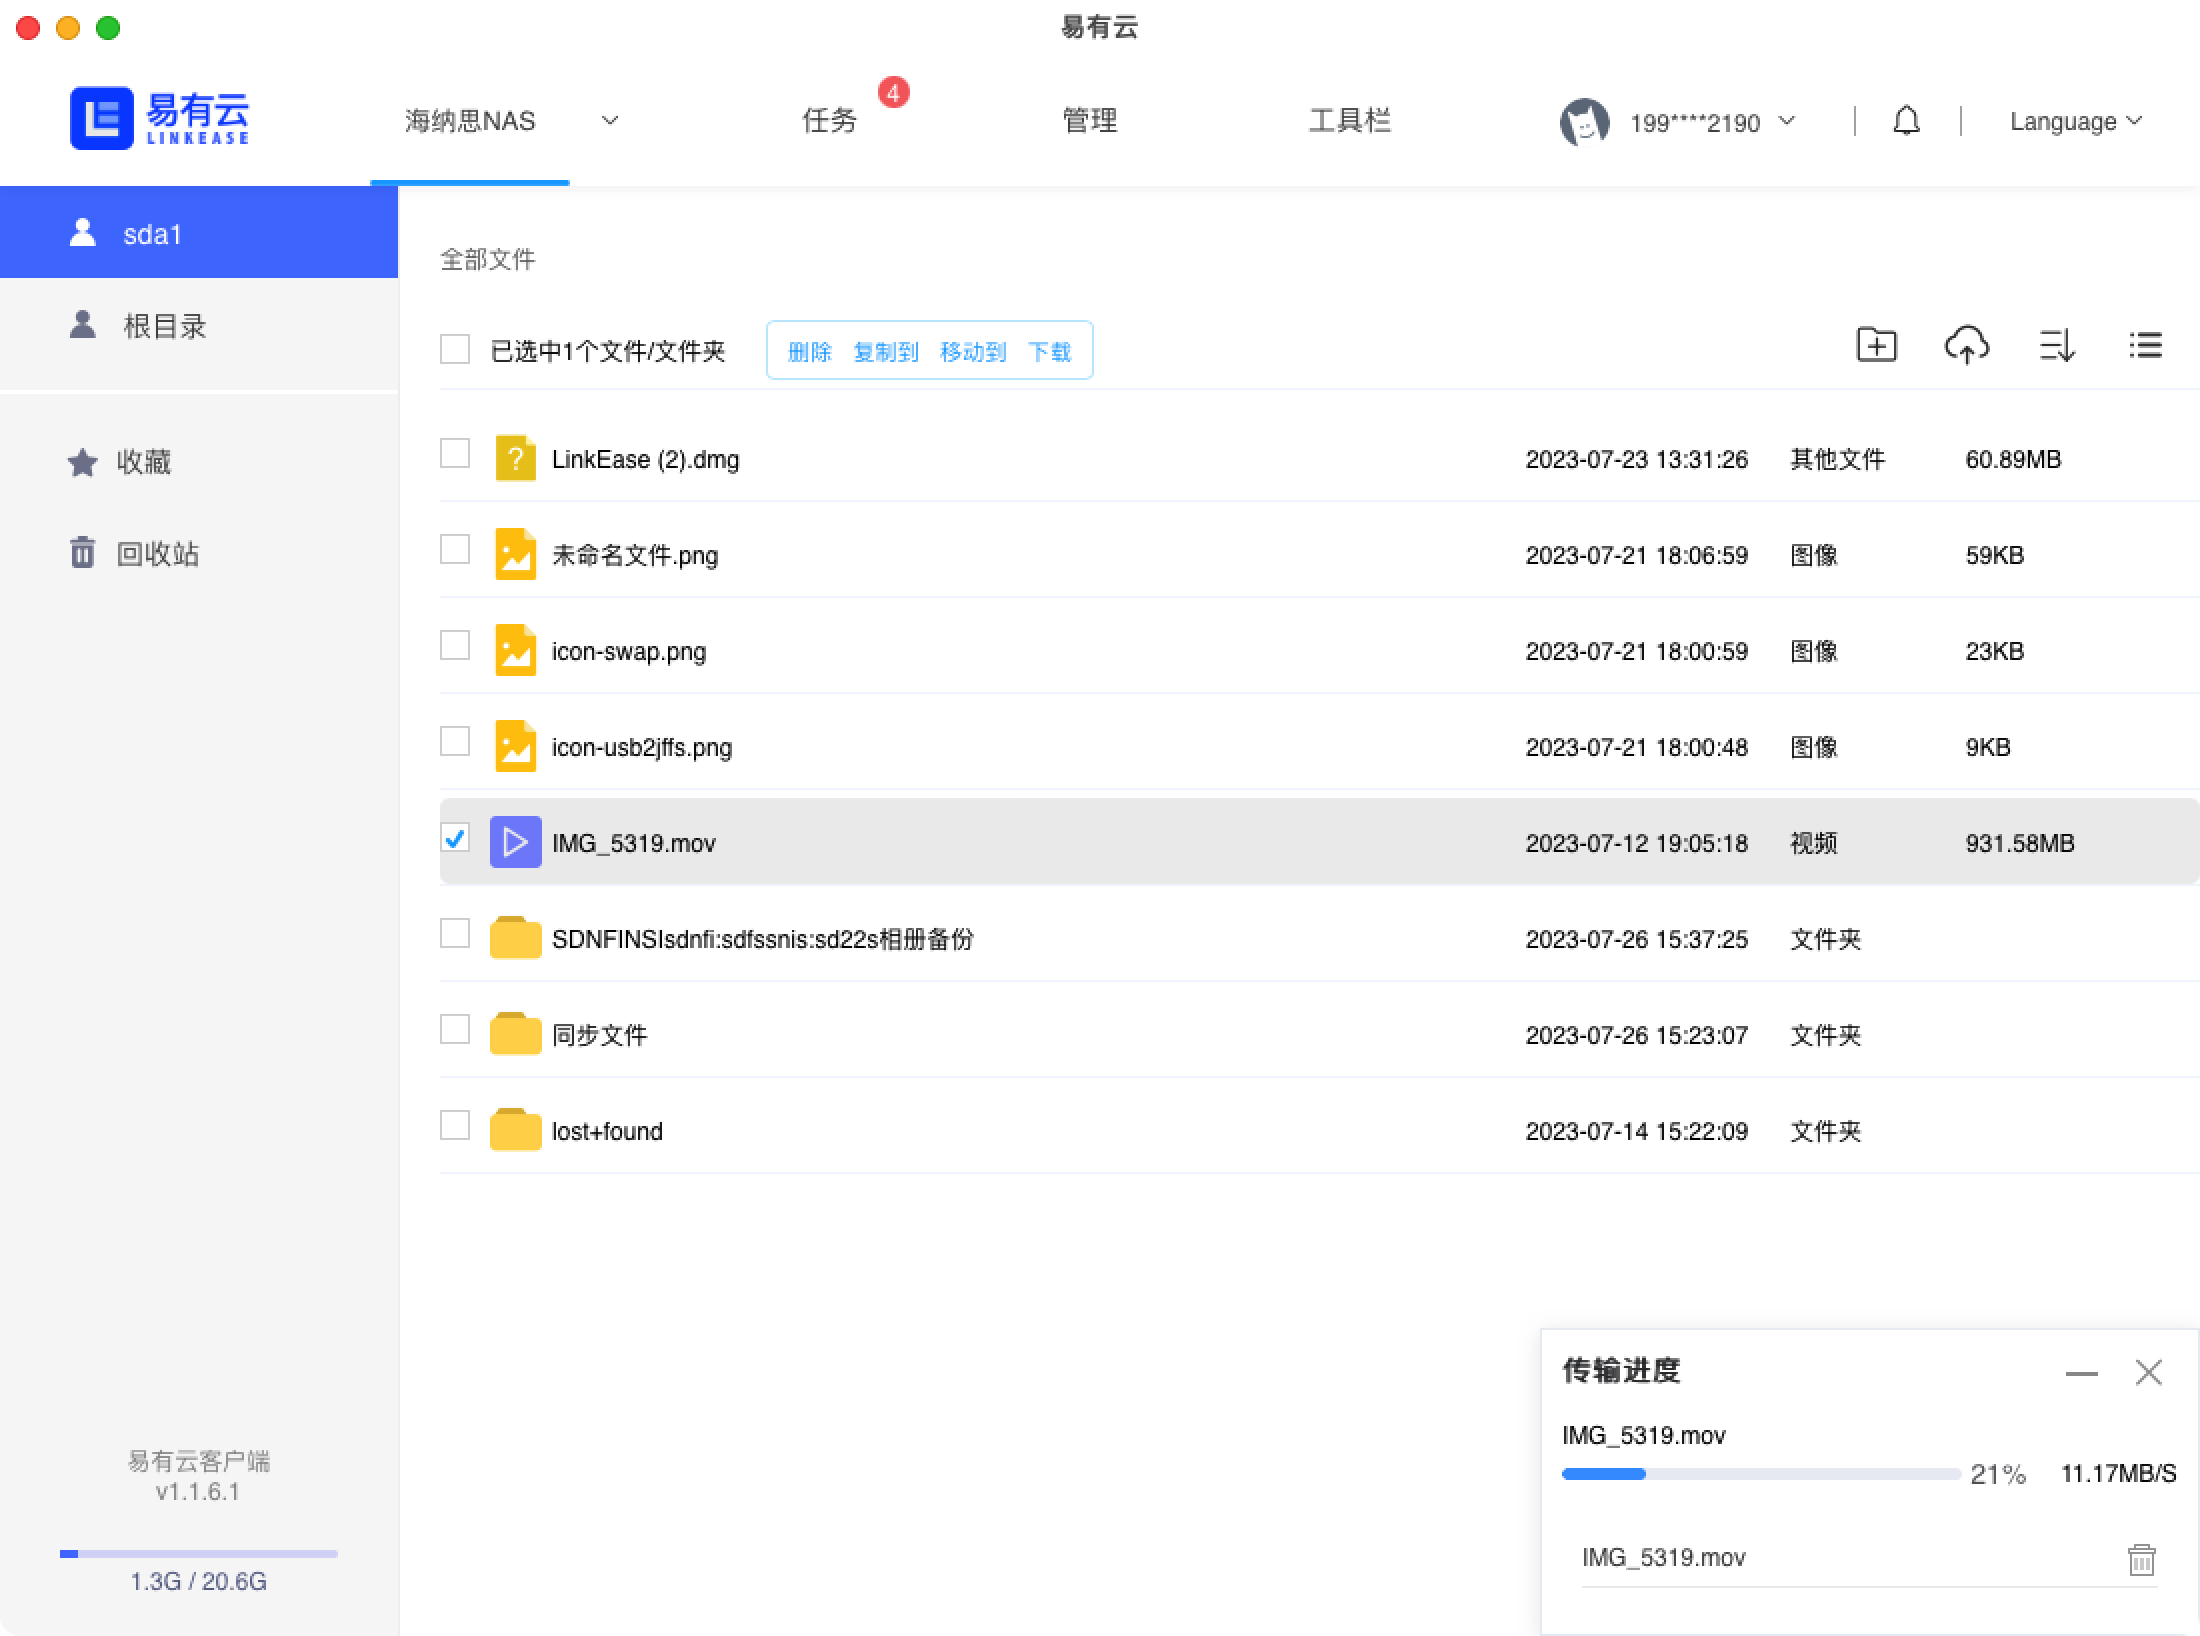 易有云
易有云
LINKEASE
海纳思NAS
任务
4
管理
工具栏
199****2190
Language
sda1
根目录
收藏
回收站
易有云客户端
v1.1.6.1
1.3G / 20.6G
全部文件
已选中1个文件/文件夹 删除 复制到 移动到 下载
LinkEase (2).dmg 2023-07-23 13:31:26 其他文件 60.89MB
未命名文件.png 2023-07-21 18:06:59 图像 59KB
icon-swap.png 2023-07-21 18:00:59 图像 23KB
icon-usb2jffs.png 2023-07-21 18:00:48 图像 9KB
IMG_5319.mov 2023-07-12 19:05:18 视频 931.58MB
SDNFINSIsdnfi:sdfssnis:sd22s相册备份 2023-07-26 15:37:25 文件夹
同步文件 2023-07-26 15:23:07 文件夹
lost+found 2023-07-14 15:22:09 文件夹
传输进度
IMG_5319.mov
21% 11.17MB/S
IMG_5319.mov